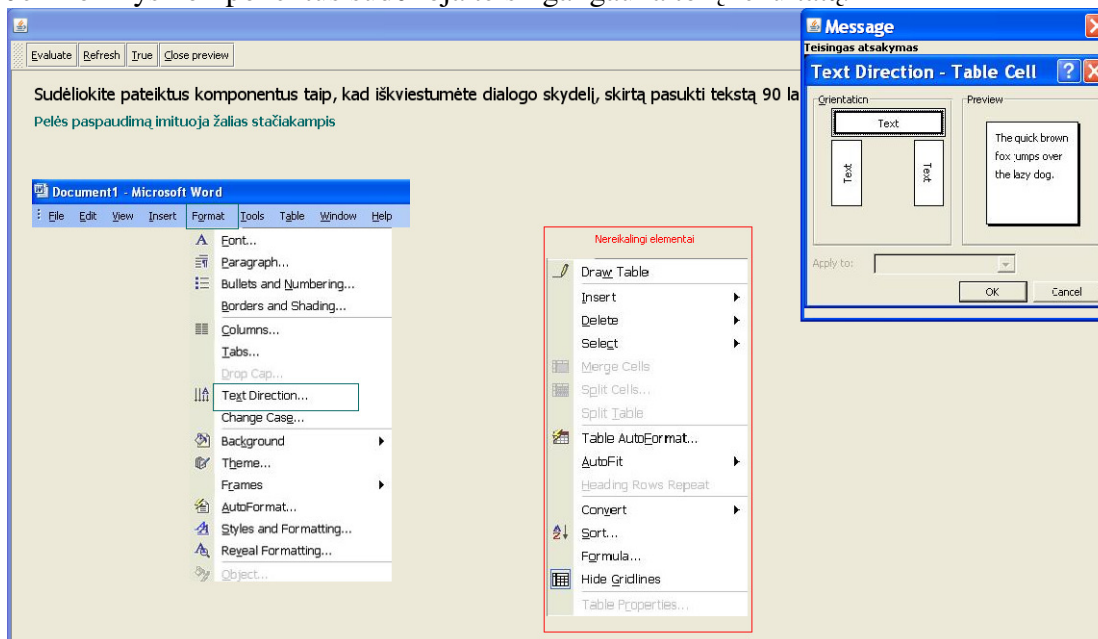 Evaluate Refresh True Close preview
Sudėliokite pateiktus komponentus taip, kad iškviestumėte dialogo skydelį, skirtą pasukti tekstą 90 la
Pelės paspaudimą imituoja žalias stačiakampis
Document1 - Microsoft Word
File Edit View Insert Format Tools Table Window Help
Font...
Paragraph...
Bullets and Numbering...
Borders and Shading...
Columns...
Tabs...
Drop Cap...
Text Direction...
Change Case...
Background
Theme...
Frames
AutoFormat...
Styles and Formatting...
Reveal Formatting...
Object...
Nereikalingi elementai
Draw Table
Insert
Delete
Select
Merge Cells
Split Cells...
Split Table
Table AutoFormat...
AutoFit
Heading Rows Repeat
Convert
Sort...
Formula...
Hide Gridlines
Table Properties...
Message
Teisingas atsakymas
Text Direction - Table Cell
Orientation
Text
Text
Text
Preview
The quick brown
fox jumps over
the lazy dog.
Apply to:
OK Cancel